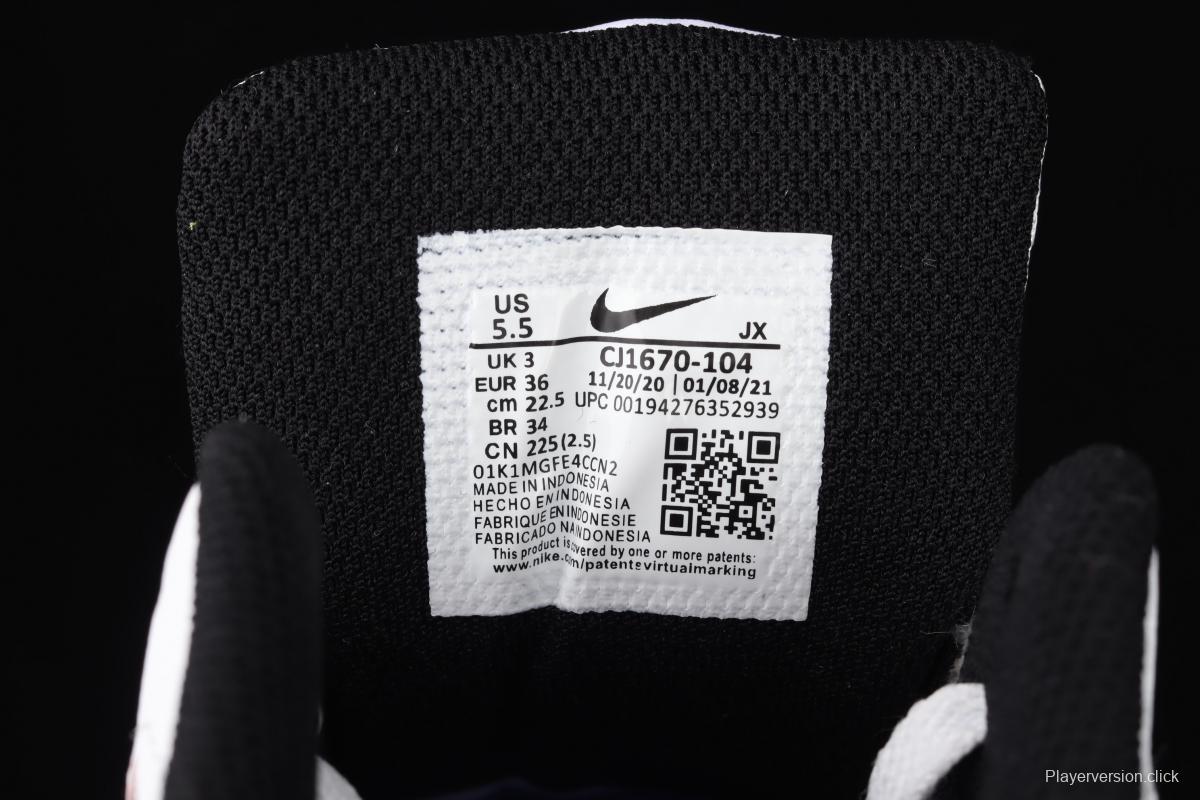 US
5.5
JX
UK 3
EUR 36
cm 22.5
BR 34
CN 225 (2.5)
CJ1670-104
11/20/20 | 01/08/21
UPC 00194276352939
01K1MGFE4CCN2
MADE IN INDONESIA
HECHO EN INDONESIA
FABRIQUE EN INDONESIE
FABRICADO NA INDONESIA
This product is covered by one or more patents:
www.nike.com/patentsvirtualmarking
Playerversion.click